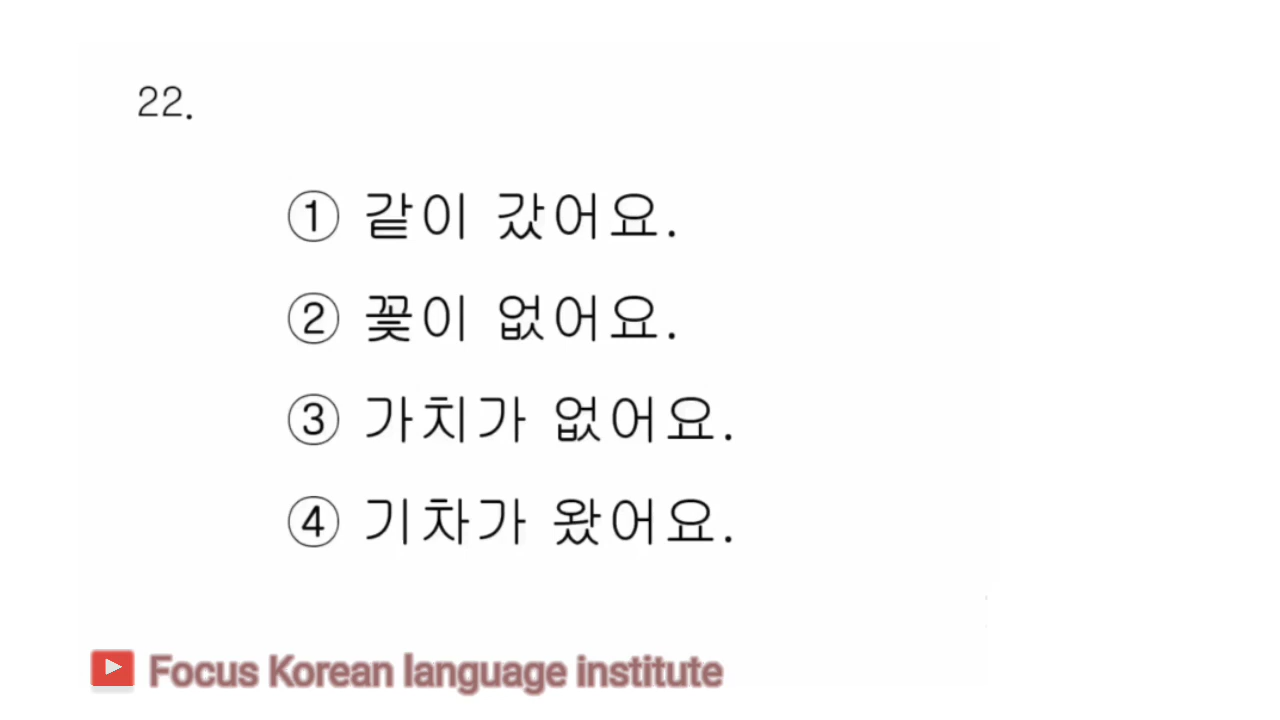 22.
① 같이 갔어요.
② 꽃이 없어요.
③ 가치가 없어요.
④ 기차가 왔어요.
Focus Korean language institute